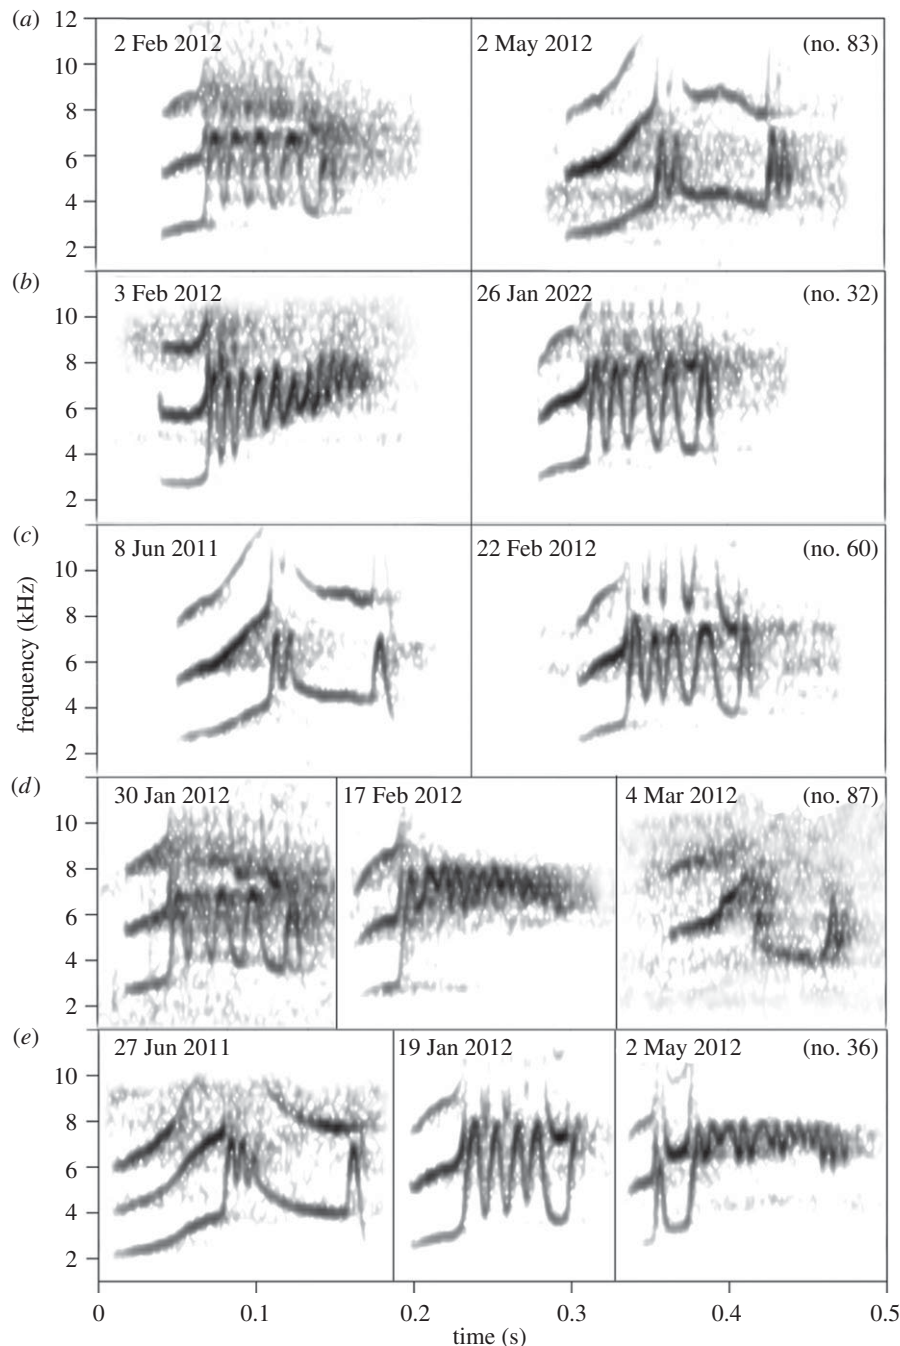 (a)
12
10
8
6
4
2
2 Feb 2012
2 May 2012 (no. 83)
(b)
10
8
6
4
2
3 Feb 2012
26 Jan 2022 (no. 32)
(c)
10
8
6
4
2
8 Jun 2011
22 Feb 2012 (no. 60)
frequency (kHz)
(d)
10
8
6
4
2
30 Jan 2012
17 Feb 2012
4 Mar 2012 (no. 87)
(e)
10
8
6
4
2
27 Jun 2011
19 Jan 2012
2 May 2012 (no. 36)
0 0.1 0.2 0.3 0.4 0.5
time (s)